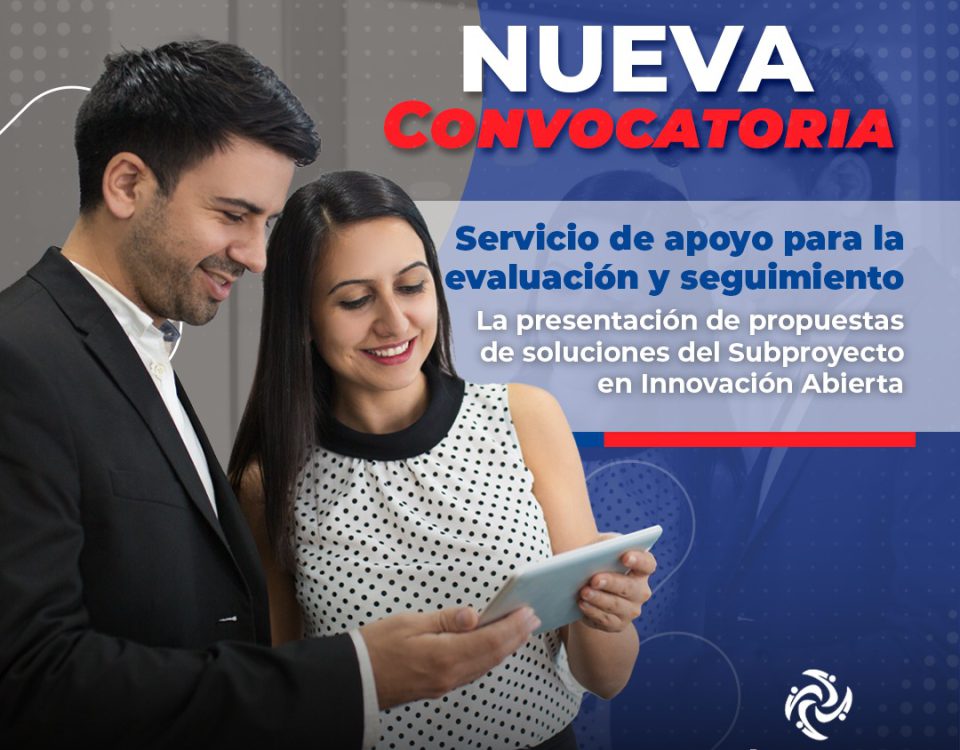 NUEVA
CONVOCATORIA
Servicio de apoyo para la
evaluación y seguimiento
La presentación de propuestas
de soluciones del Subproyecto
en Innovación Abierta